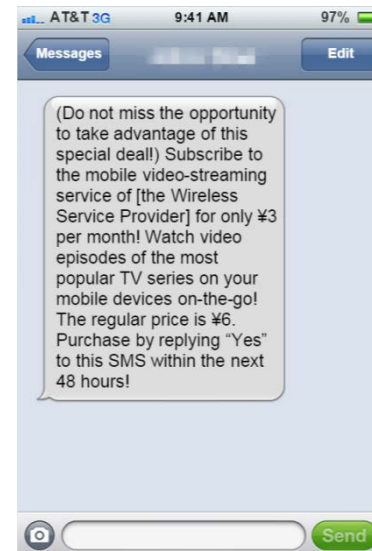 AT&T 3G 9:41 AM 97%
Messages Edit
(Do not miss the opportunity
to take advantage of this
special deal!) Subscribe to
the mobile video-streaming
service of [the Wireless
Service Provider] for only ¥3
per month! Watch video
episodes of the most
popular TV series on your
mobile devices on-the-go!
The regular price is ¥6.
Purchase by replying “Yes”
to this SMS within the next
48 hours!
Send